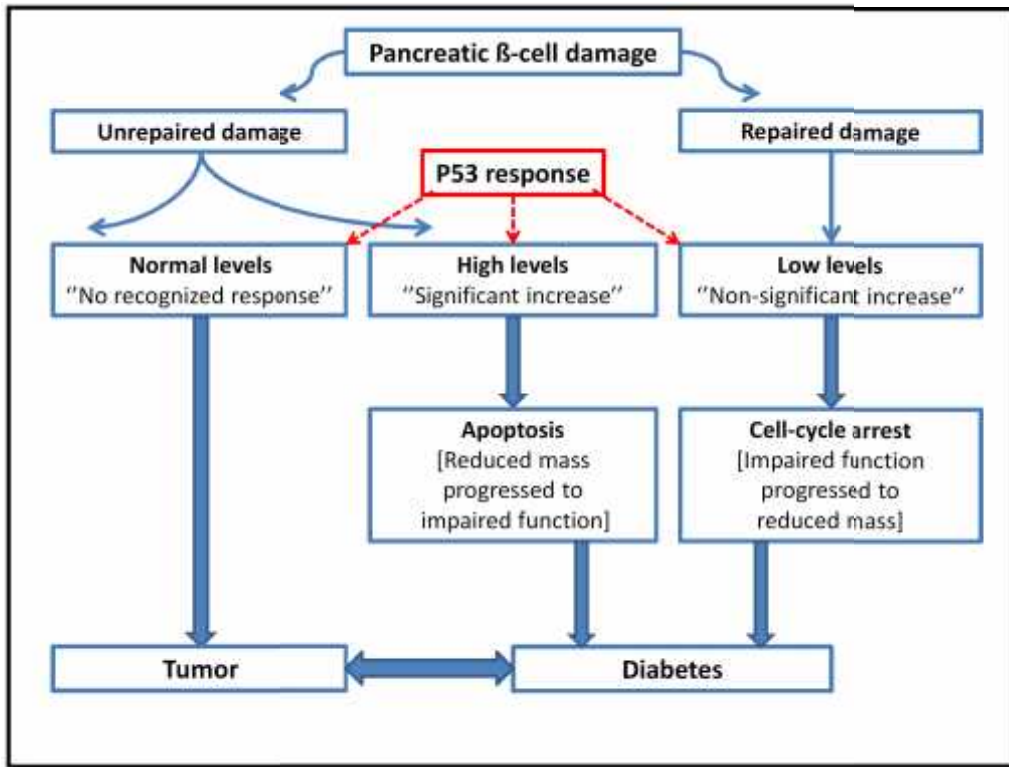 Pancreatic ß-cell damage
Unrepaired damage
Repaired damage
P53 response
Normal levels
‘‘No recognized response’’
High levels
‘‘Significant increase’’
Low levels
‘‘Non-significant increase’’
Apoptosis
[Reduced mass
progressed to
impaired function]
Cell-cycle arrest
[Impaired function
progressed to
reduced mass]
Tumor
Diabetes